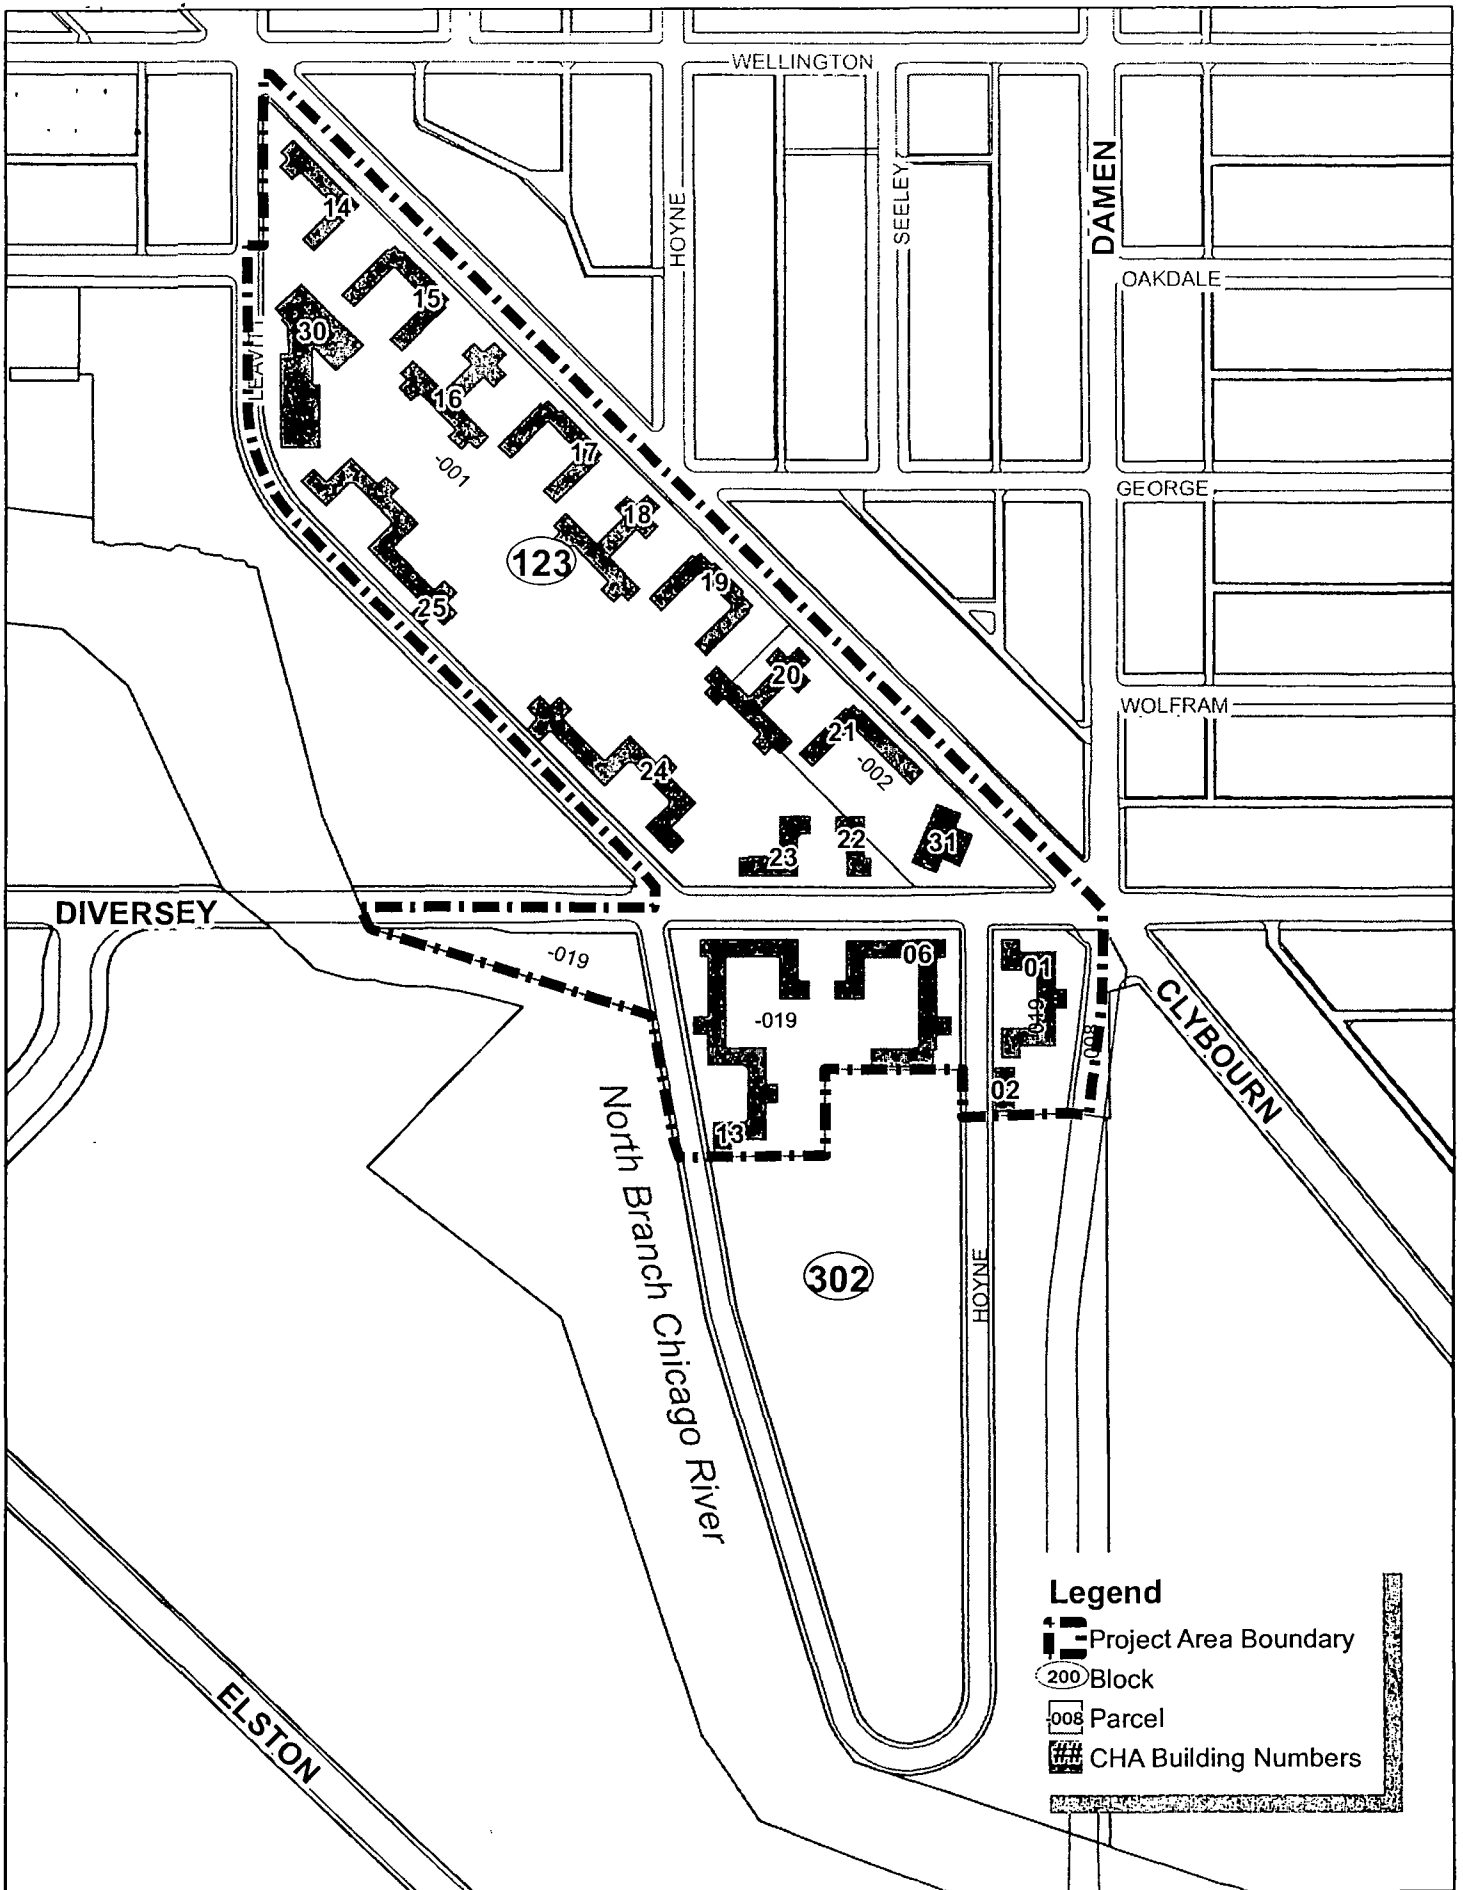 WELLINGTON
DAMEN
HOYNE
SEELEY
14
OAKDALE
15
30
LEAVITT
16
17
-001
GEORGE
18
123
19
25
20
WOLFRAM
21
24
-002
22
31
23
DIVERSEY
-019
06
01
CLYBOURN
-019
-019
-008
02
North Branch Chicago River
13
HOYNE
302
Legend
Project Area Boundary
200 Block
-008 Parcel
## CHA Building Numbers
ELSTON